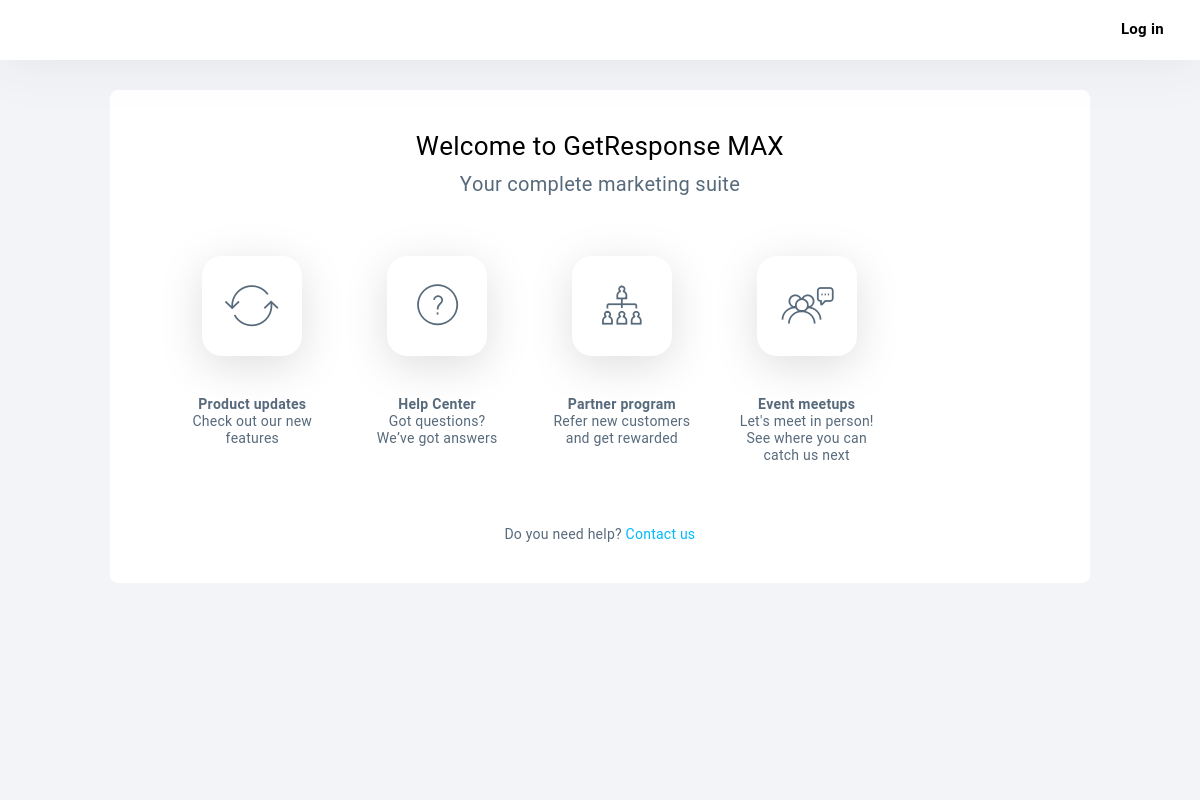 Log in
Welcome to GetResponse MAX
Your complete marketing suite
Product updates
Check out our new
features
Help Center
Got questions?
We’ve got answers
Partner program
Refer new customers
and get rewarded
Event meetups
Let's meet in person!
See where you can
catch us next
Do you need help? Contact us